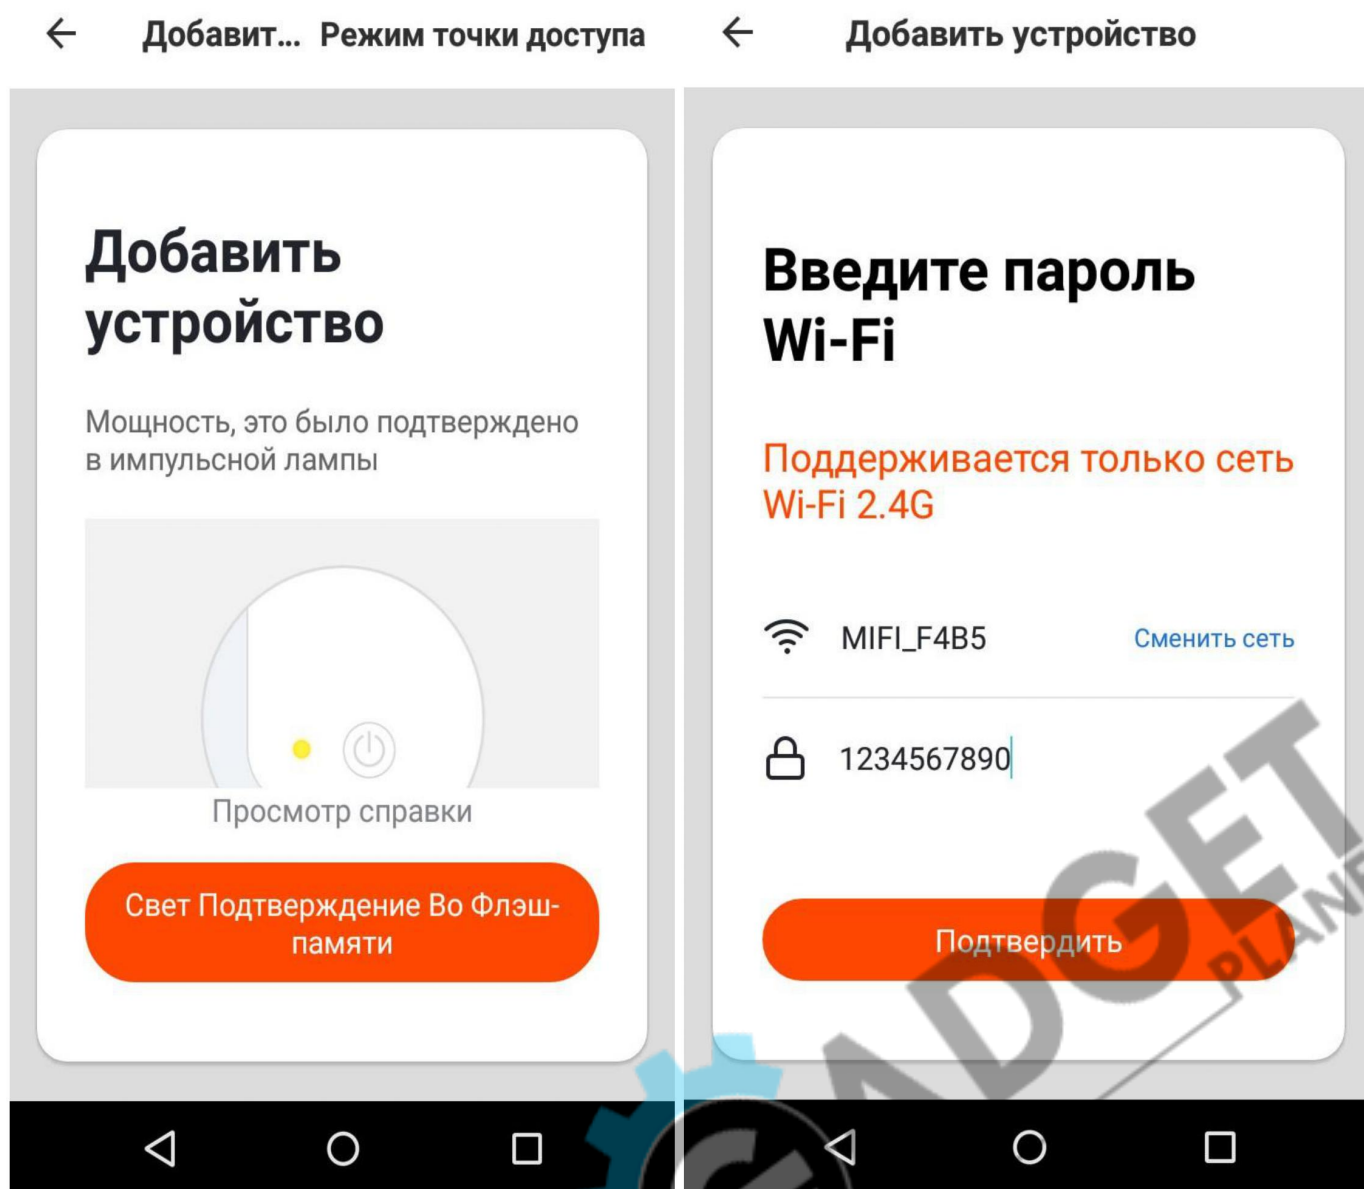 Добавит... Режим точки доступа
Добавить
устройство
Мощность, это было подтверждено
в импульсной лампы
Просмотр справки
Свет Подтверждение Во Флэш-
памяти
Добавить устройство
Введите пароль
Wi-Fi
Поддерживается только сеть
Wi-Fi 2.4G
MIFI_F4B5 Сменить сеть
1234567890
Подтвердить
GADGET